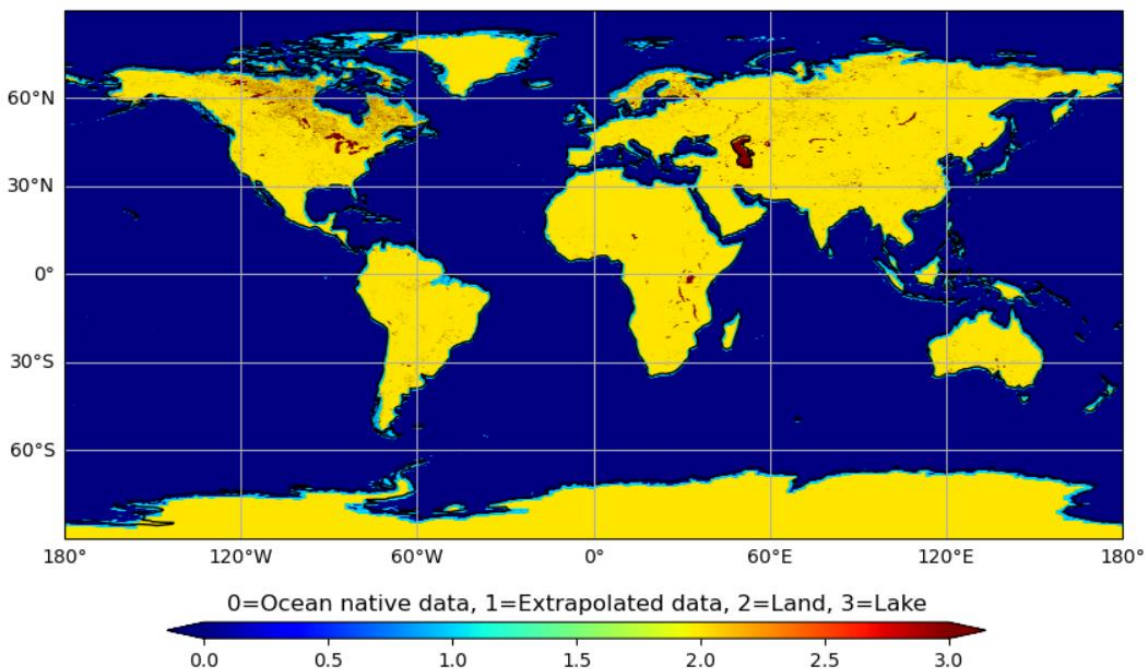 60°N
30°N
0°
30°S
60°S
180° 120°W 60°W 0° 60°E 120°E 180°
0=Ocean native data, 1=Extrapolated data, 2=Land, 3=Lake
0.0 0.5 1.0 1.5 2.0 2.5 3.0